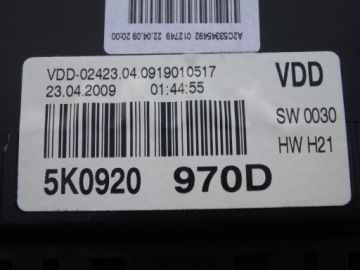 A2C53345492 012749 22.04.09 20:00
VDD-02423.04.0919010517 VDD
23.04.2009 01:44:55
SW 0030
HW H21
5K0920 970D